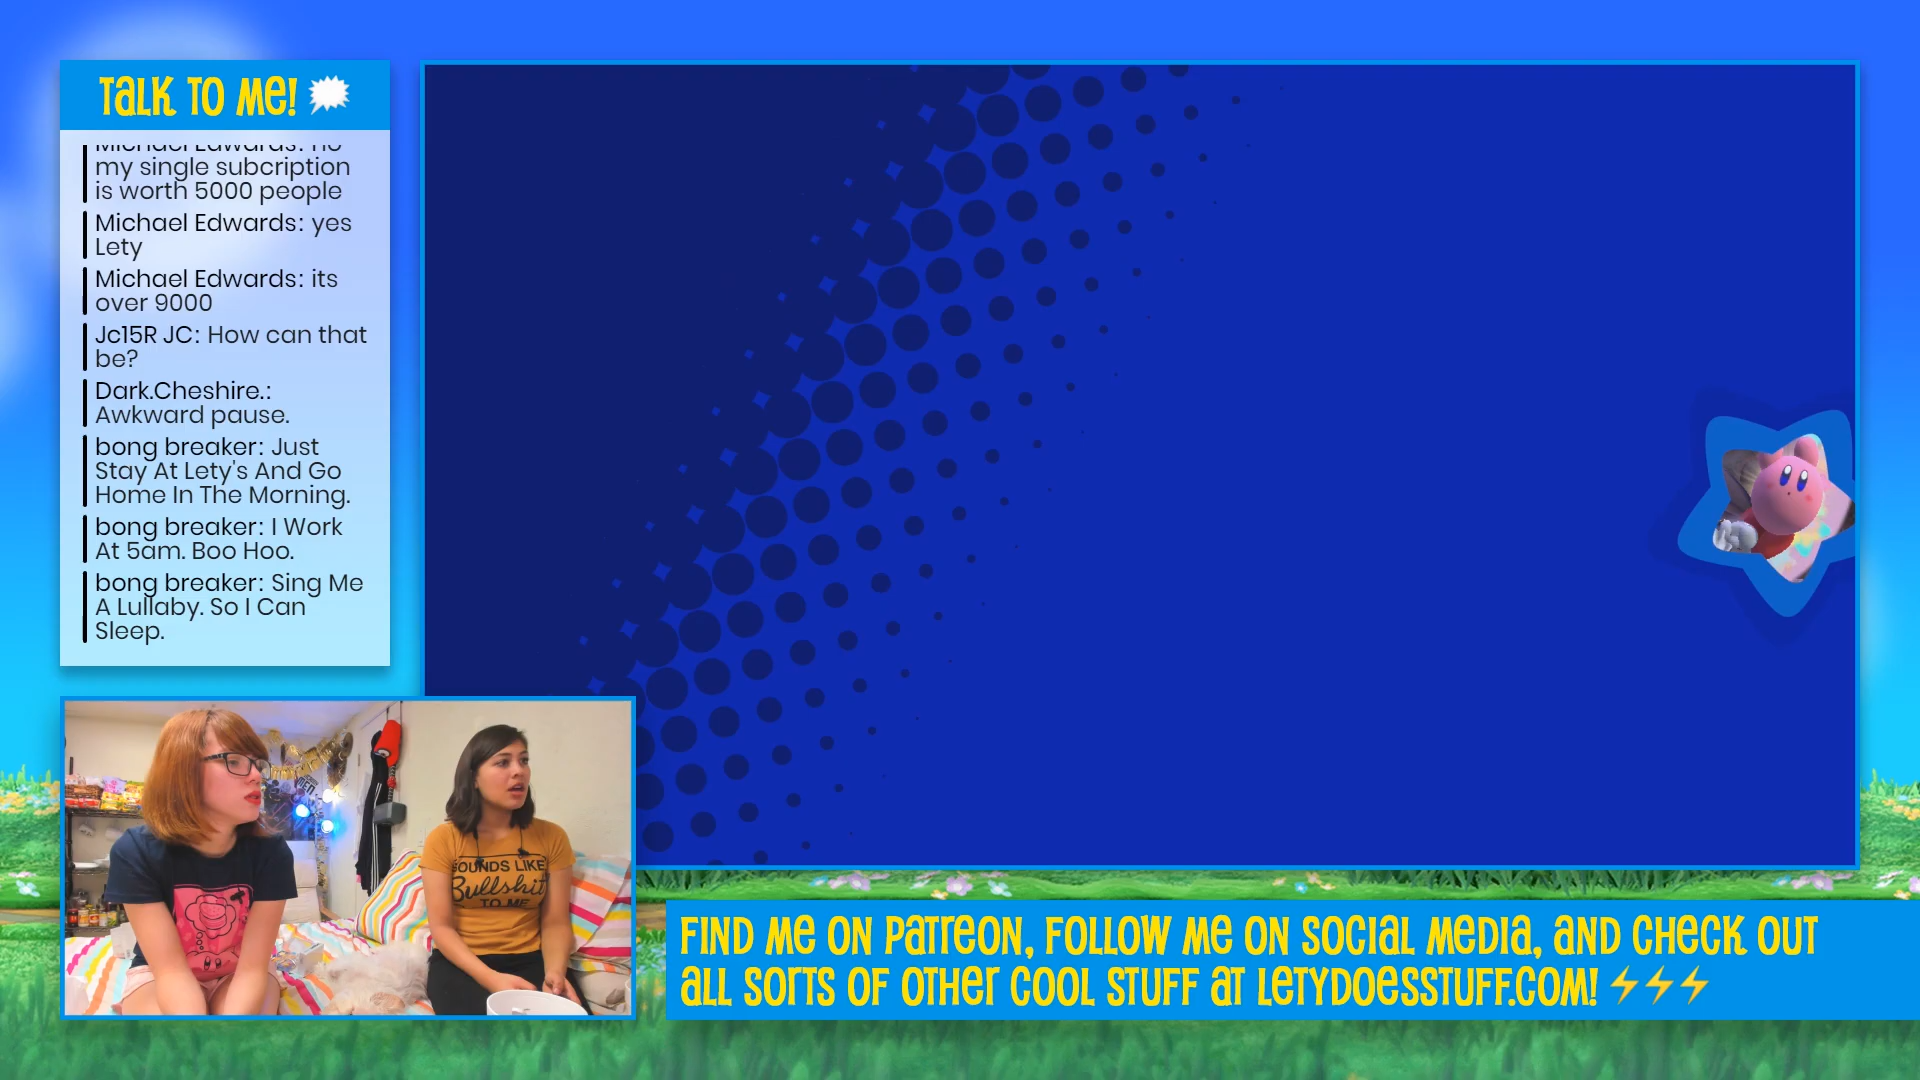 TALK TO ME!
Michael Edwards: no
my single subcription
is worth 5000 people
Michael Edwards: yes
Lety
Michael Edwards: its
over 9000
Jc15R JC: How can that
be?
Dark.Cheshire.:
Awkward pause.
bong breaker: Just
Stay At Lety's And Go
Home In The Morning.
bong breaker: I Work
At 5am. Boo Hoo.
bong breaker: Sing Me
A Lullaby. So I Can
Sleep.
SOUNDS LIKE
Bullshit
TO ME
FIND ME ON PATREON, FOLLOW ME ON SOCIAL MEDIA, AND CHECK OUT
ALL SORTS OF OTHER COOL STUFF AT LETYDOESSTUFF.COM! ⚡⚡⚡